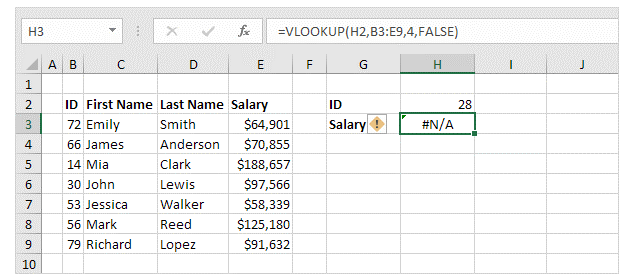 H3 fx =VLOOKUP(H2,B3:E9,4,FALSE)
A B C D E F G H I J
1
2 ID First Name Last Name Salary ID 28
3 72 Emily Smith $64,901 Salary ! #N/A
4 66 James Anderson $70,855
5 14 Mia Clark $188,657
6 30 John Lewis $97,566
7 53 Jessica Walker $58,339
8 56 Mark Reed $125,180
9 79 Richard Lopez $91,632
10